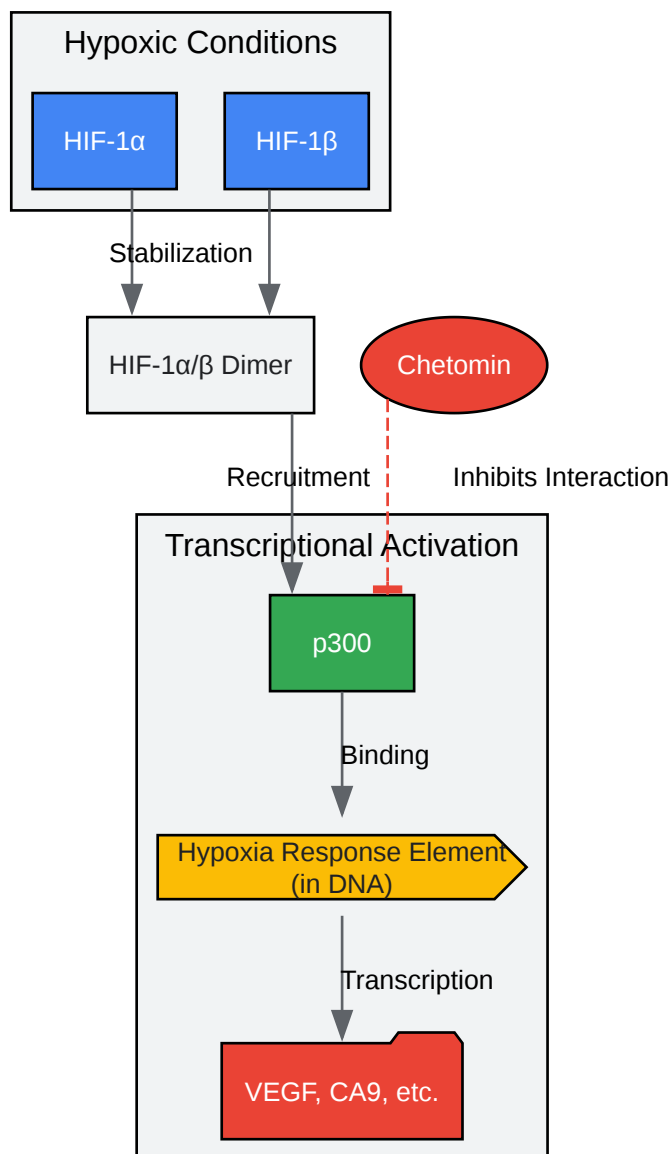 Hypoxic Conditions
HIF-1α
HIF-1β
Stabilization
HIF-1α/β Dimer
Chetomin
Recruitment
Inhibits Interaction
Transcriptional Activation
p300
Binding
Hypoxia Response Element
(in DNA)
Transcription
VEGF, CA9, etc.